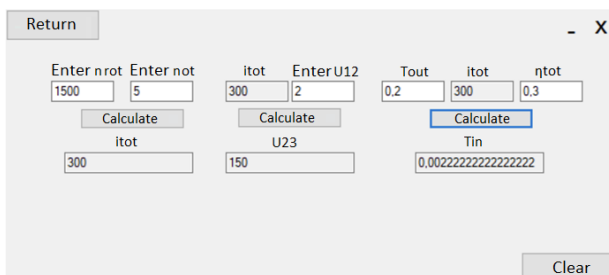 Return
- X
Enter n rot Enter not itot Enter U12 Tout itot ηtot
1500 5 300 2 0,2 300 0,3
Calculate Calculate Calculate
itot U23 Tin
300 150 0,00222222222222222
Clear